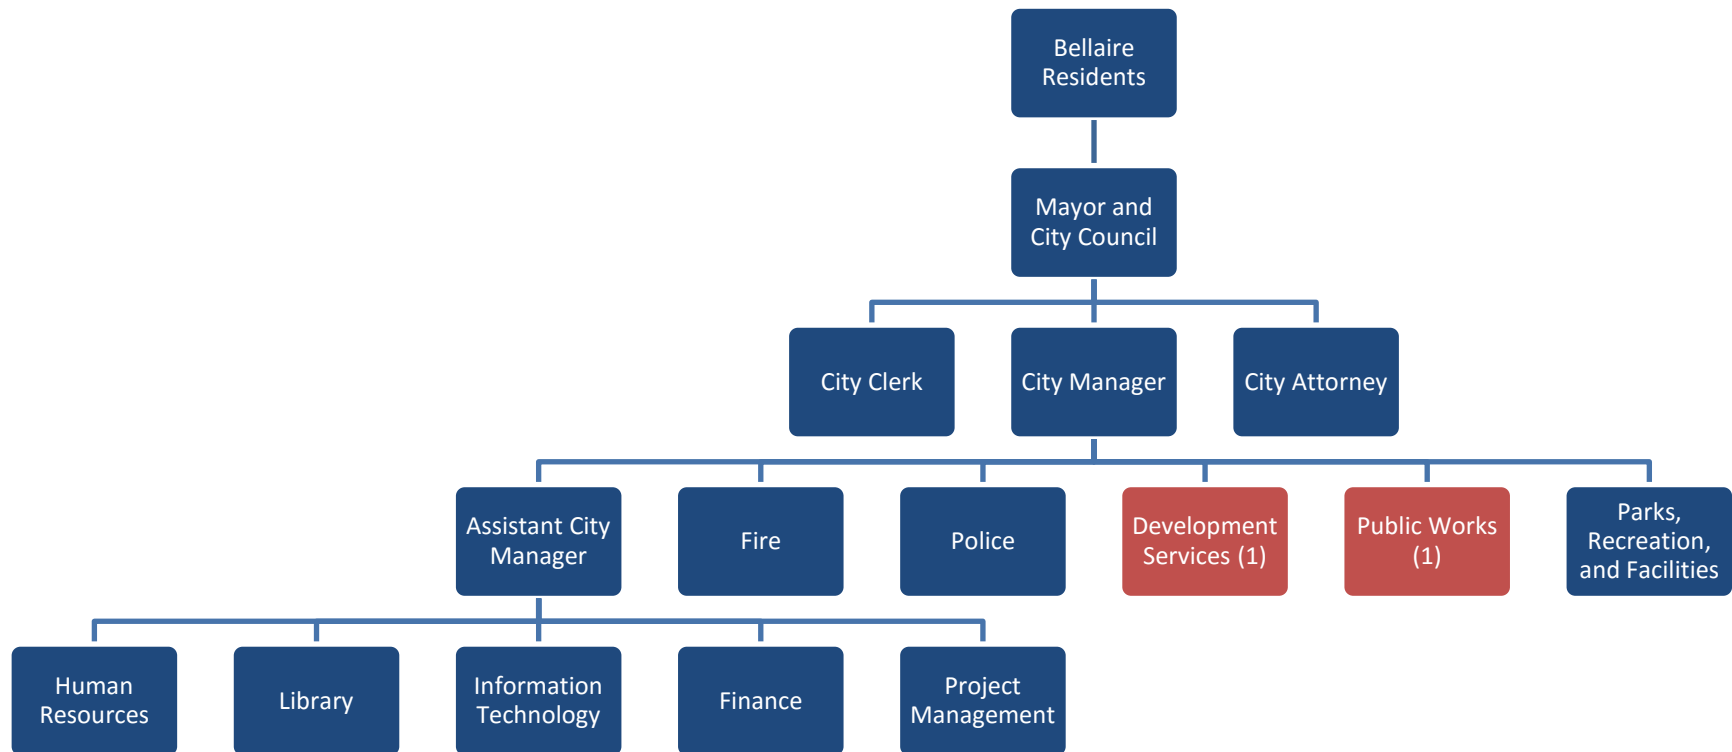 Bellaire
Residents
Mayor and
City Council
City Clerk
City Manager
City Attorney
Assistant City
Manager
Fire
Police
Development
Services (1)
Public Works
(1)
Parks,
Recreation,
and Facilities
Human
Resources
Library
Information
Technology
Finance
Project
Management